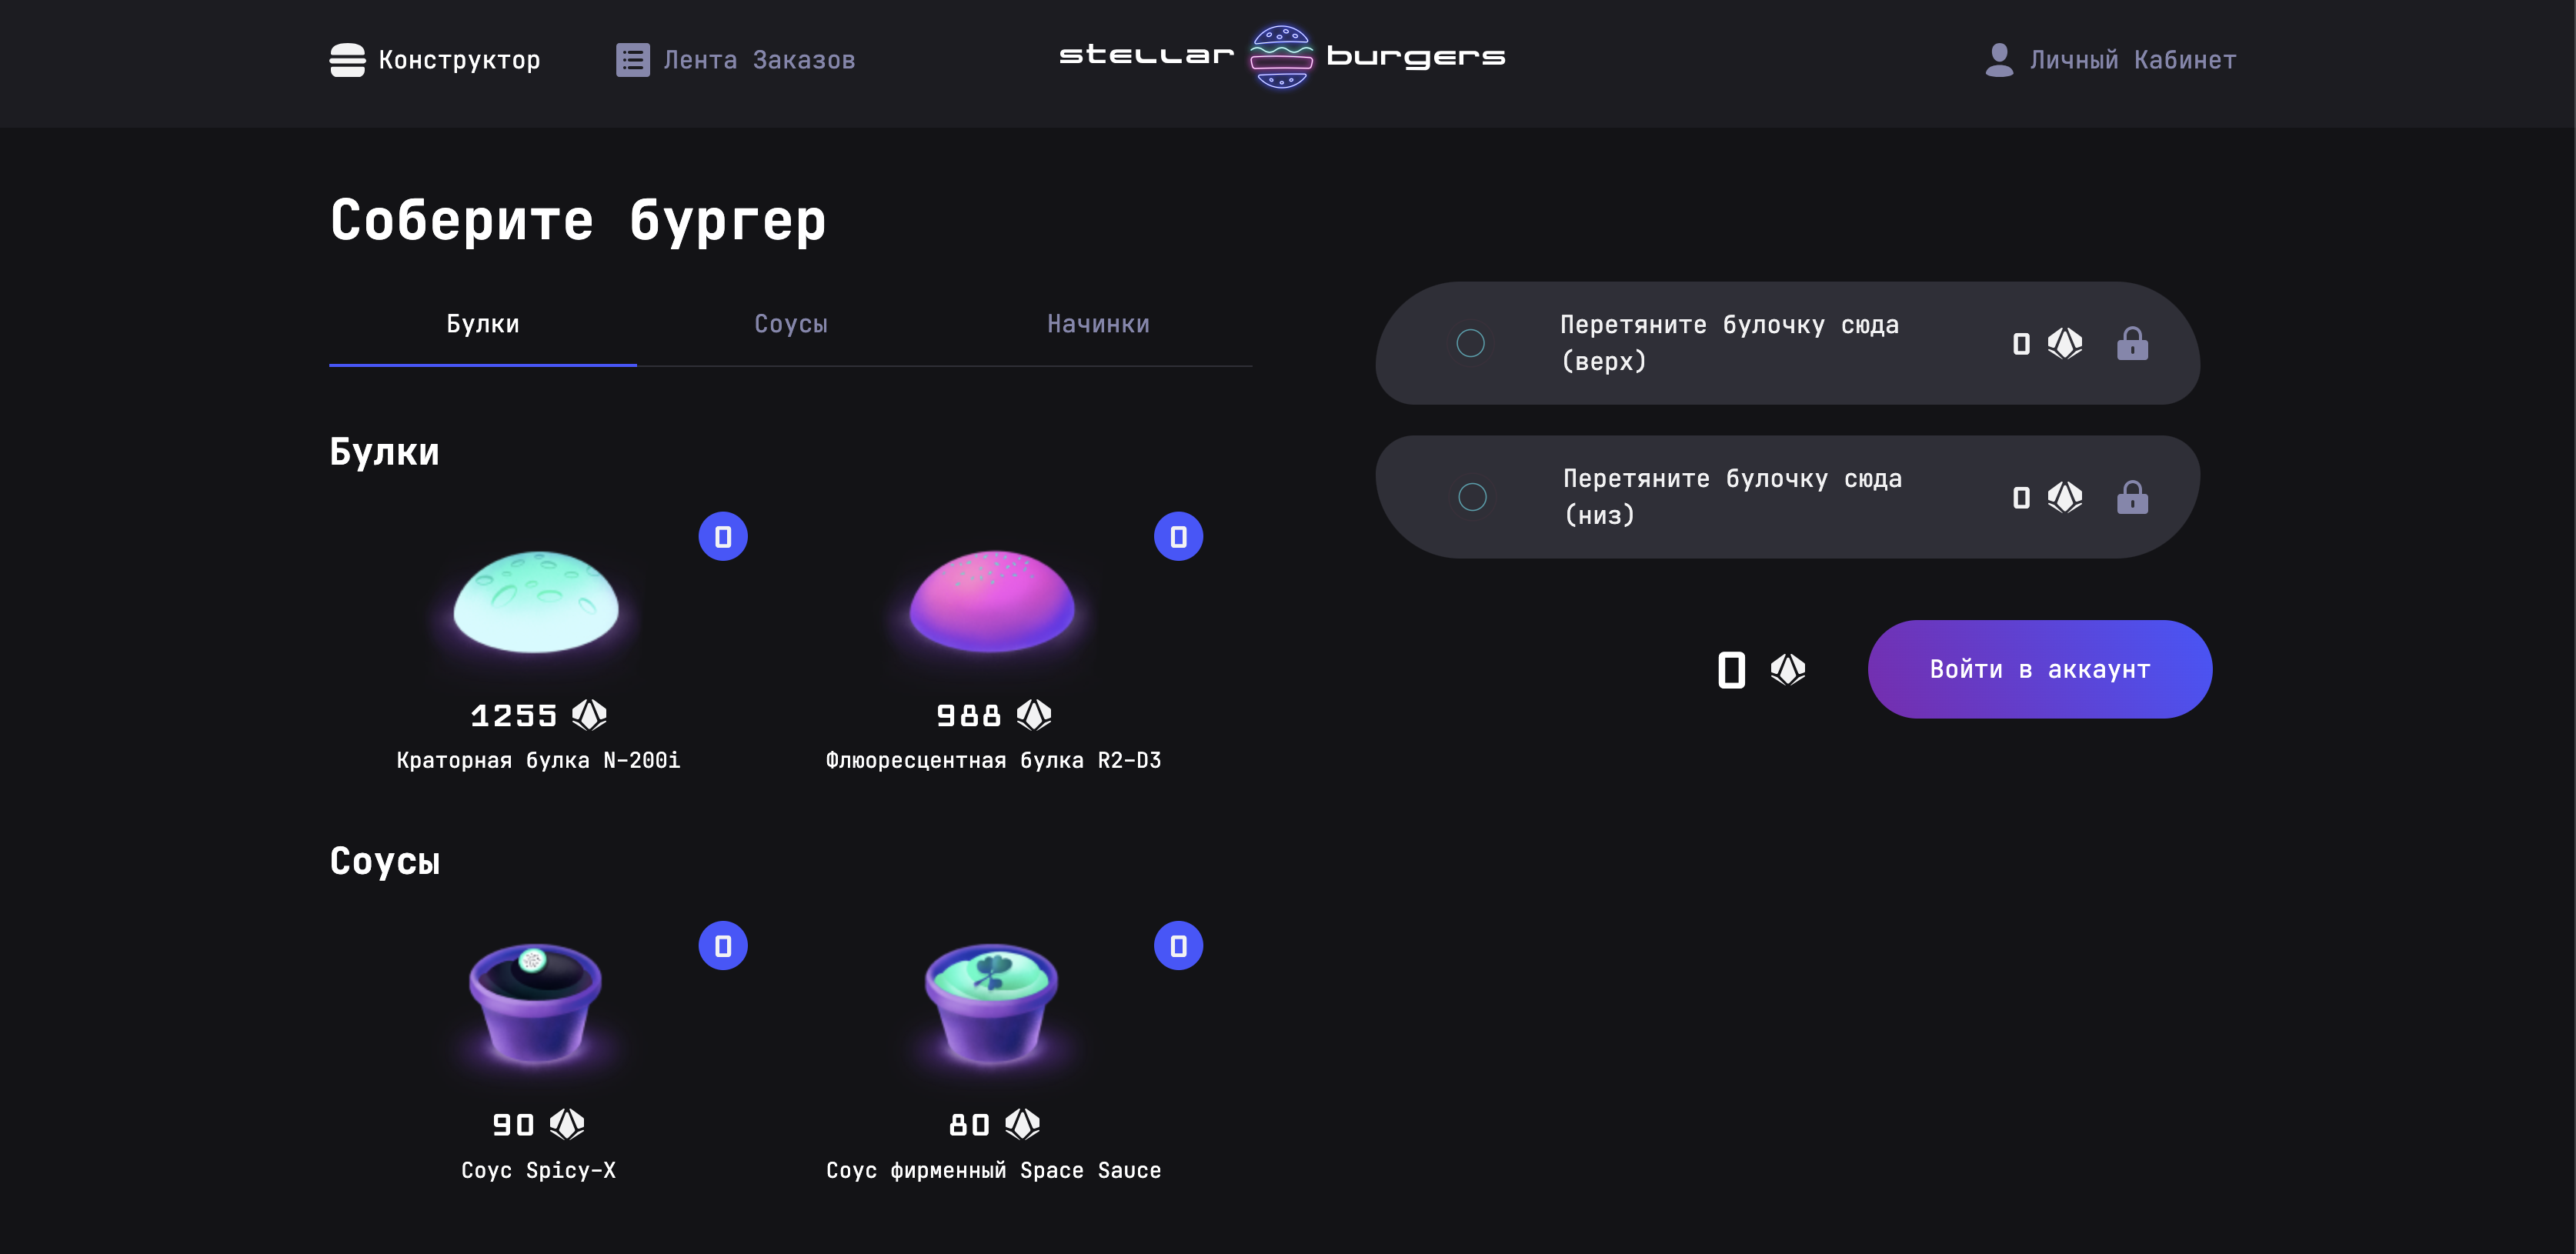 Конструктор
Лента Заказов
stellar burgers
Личный Кабинет
Соберите бургер
Булки
Соусы
Начинки
Булки
0
0
1255
988
Краторная булка N-200i
Флюоресцентная булка R2-D3
Соусы
0
0
90
80
Соус Spicy-X
Соус фирменный Space Sauce
Перетяните булочку сюда
(верх)
0
Перетяните булочку сюда
(низ)
0
0
Войти в аккаунт